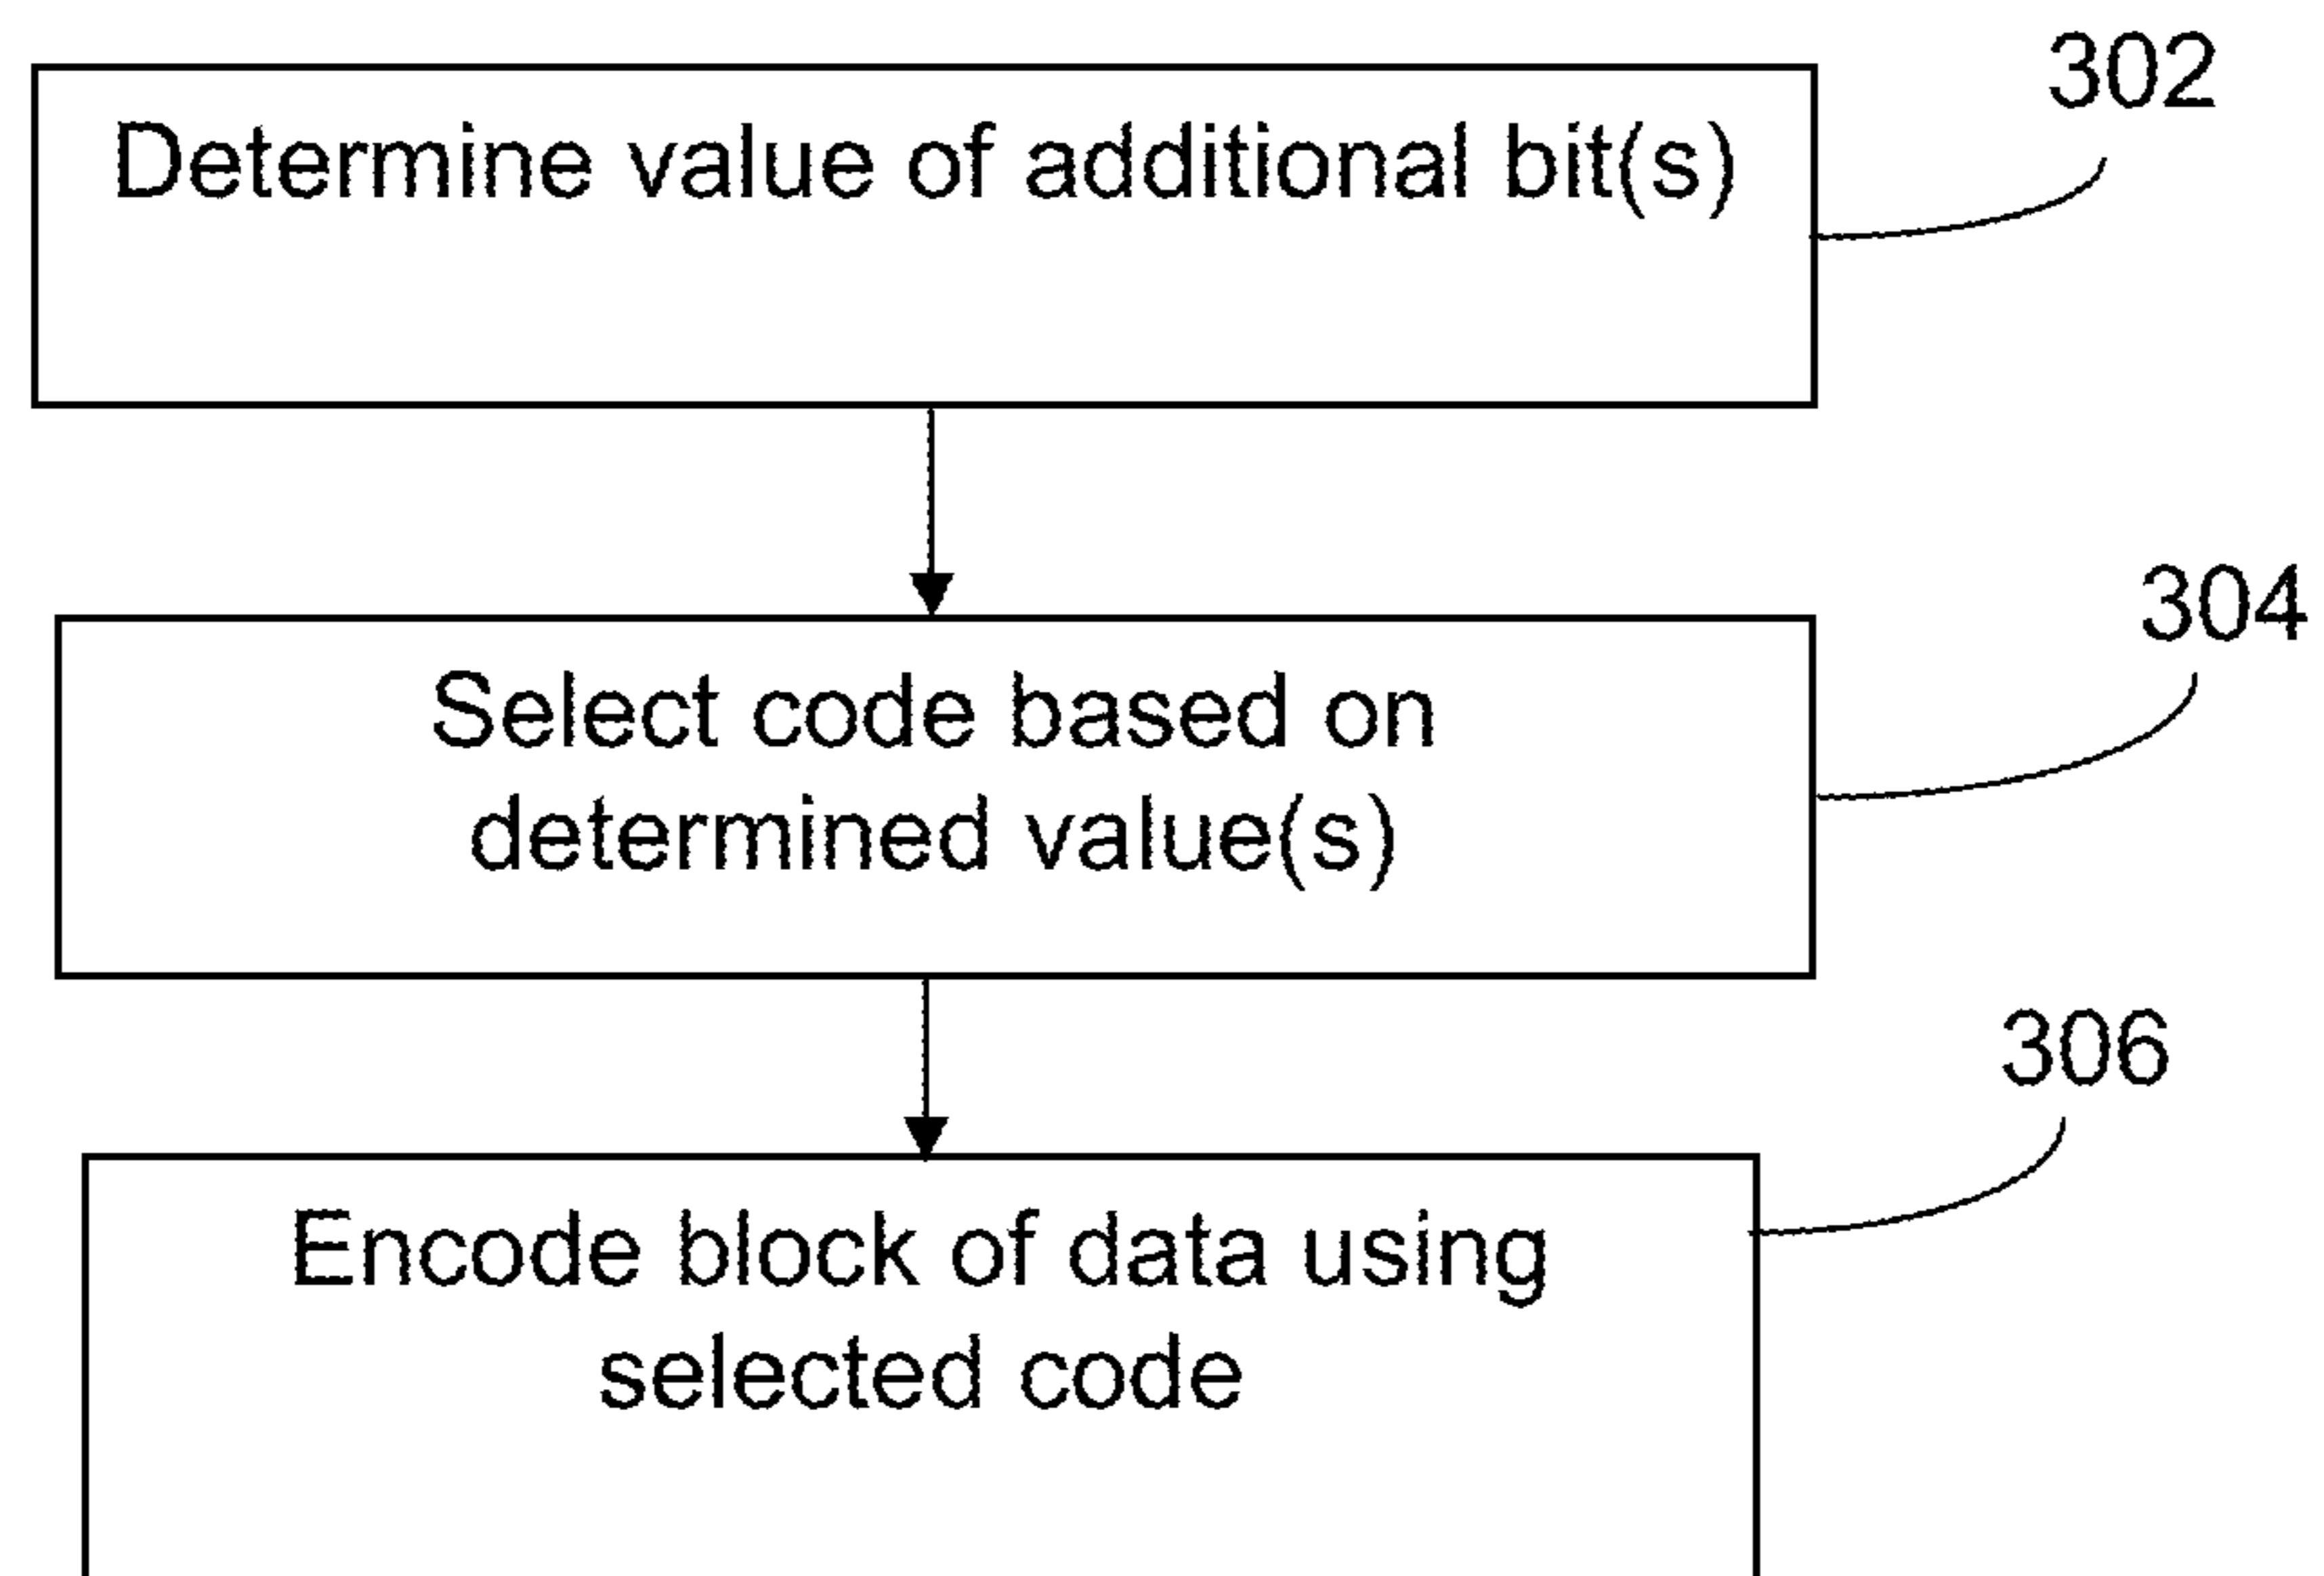 302
Determine value of additional bit(s)
304
Select code based on
determined value(s)
306
Encode block of data using
selected code